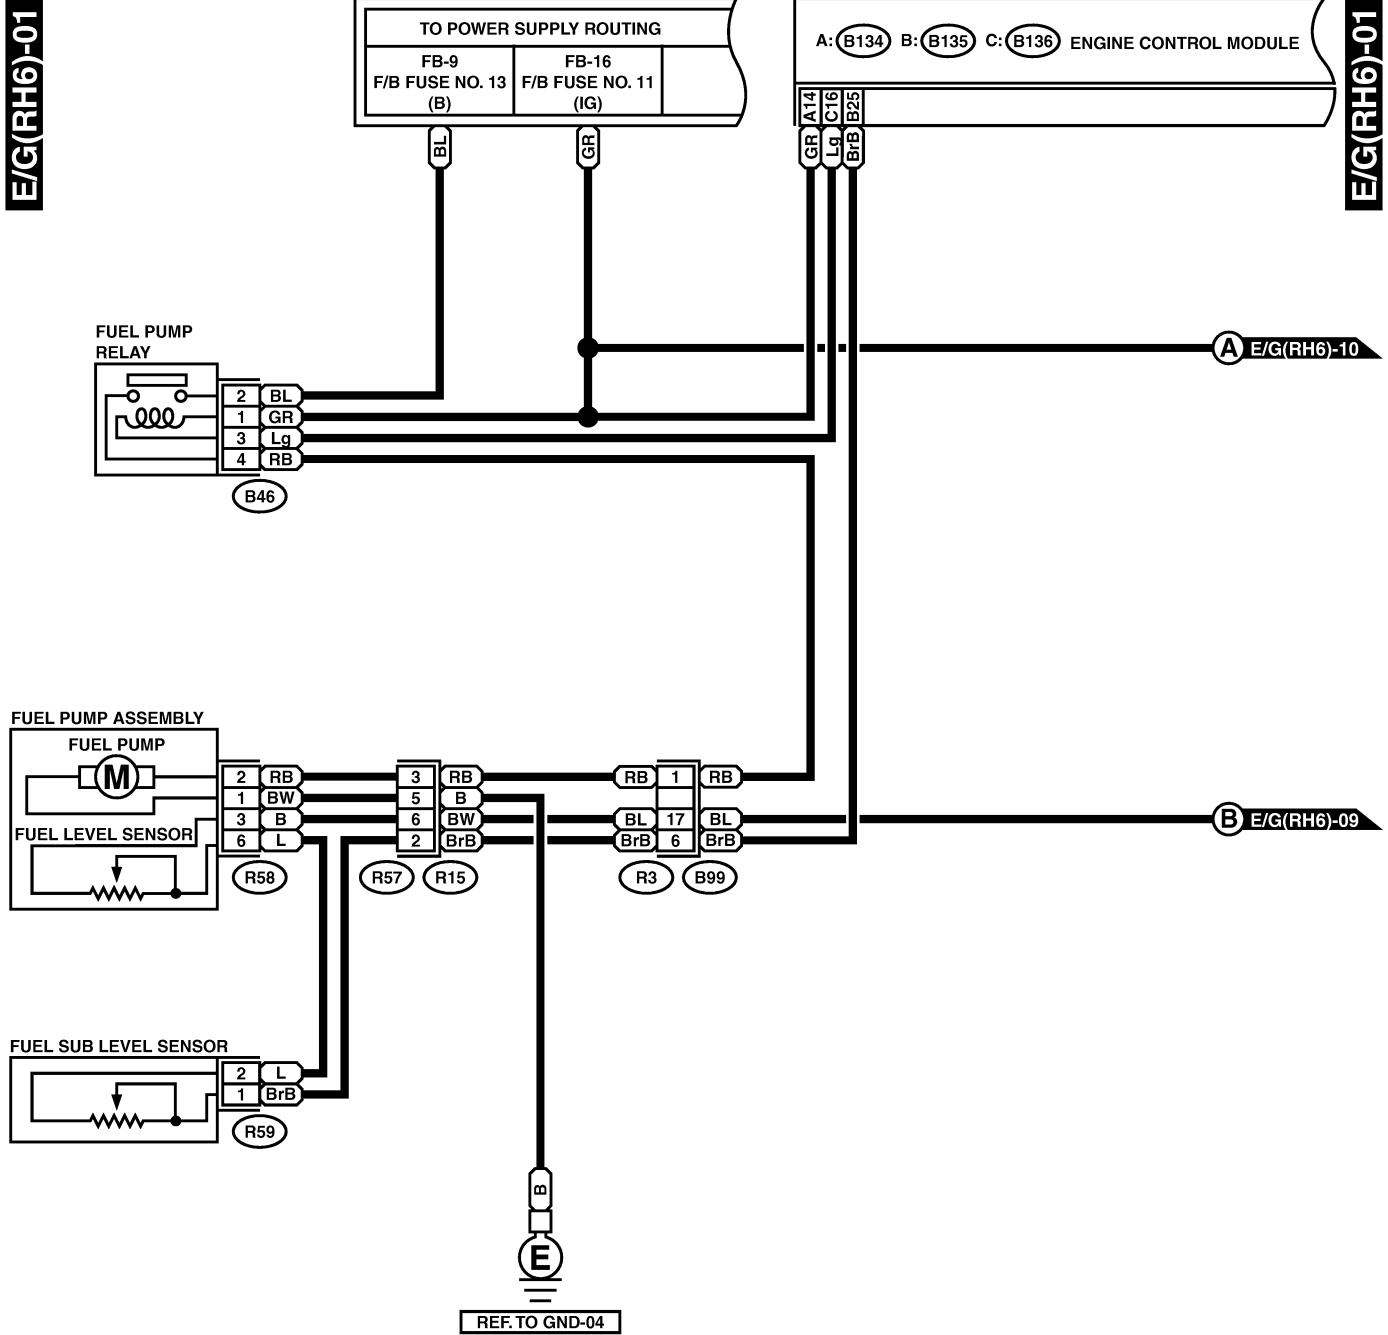 E/G(RH6)-01
E/G(RH6)-01
TO POWER SUPPLY ROUTING
FB-9
F/B FUSE NO. 13
(B)
FB-16
F/B FUSE NO. 11
(IG)
A: B134 B: B135 C: B136 ENGINE CONTROL MODULE
A14
C16
B25
BL
GR
GR
Lg
BrB
A E/G(RH6)-10
FUEL PUMP
RELAY
2 BL
1 GR
3 Lg
4 RB
B46
FUEL PUMP ASSEMBLY
FUEL PUMP
M
FUEL LEVEL SENSOR
2 RB 3 RB RB 1 RB
1 BW 5 B
3 B 6 BW BL 17 BL
6 L 2 BrB BrB 6 BrB
B E/G(RH6)-09
R58 R57 R15 R3 B99
FUEL SUB LEVEL SENSOR
2 L
1 BrB
R59
B
E
REF. TO GND-04